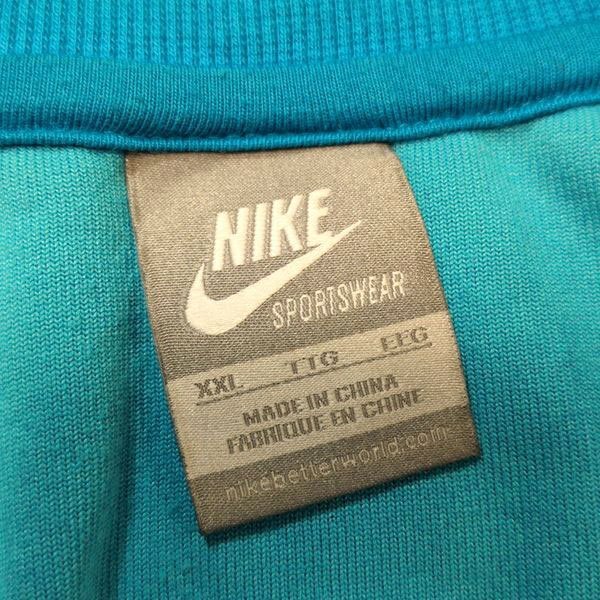 NIKE
SPORTSWEAR
XXL TTG EEG
MADE IN CHINA
FABRIQUE EN CHINE
nikebetterworld.com